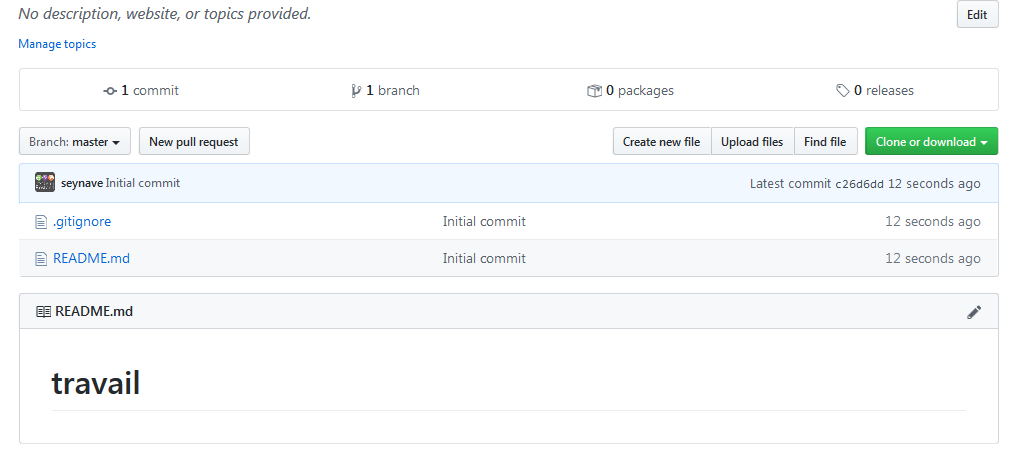 No description, website, or topics provided. Edit
Manage topics
1 commit 1 branch 0 packages 0 releases
Branch: master New pull request Create new file Upload files Find file Clone or download
seynave Initial commit Latest commit c26d6dd 12 seconds ago
.gitignore Initial commit 12 seconds ago
README.md Initial commit 12 seconds ago
README.md
travail